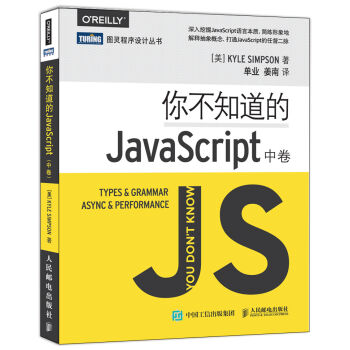 O'REILLY®
TURING 图灵程序设计丛书
深入挖掘JavaScript语言本质，简练形象地
解释抽象概念，打造JavaScript的任督二脉
[美] KYLE SIMPSON 著
单业 姜南 译
你不知道的
JavaScript 中卷
TYPES & GRAMMAR
ASYNC & PERFORMANCE
YOU DON'T KNOW
JS
中国工信出版集团
人民邮电出版社
O'REILLY®
TURING
你不知道的JavaScript（中卷）
[美] KYLE SIMPSON 著
人民邮电出版社